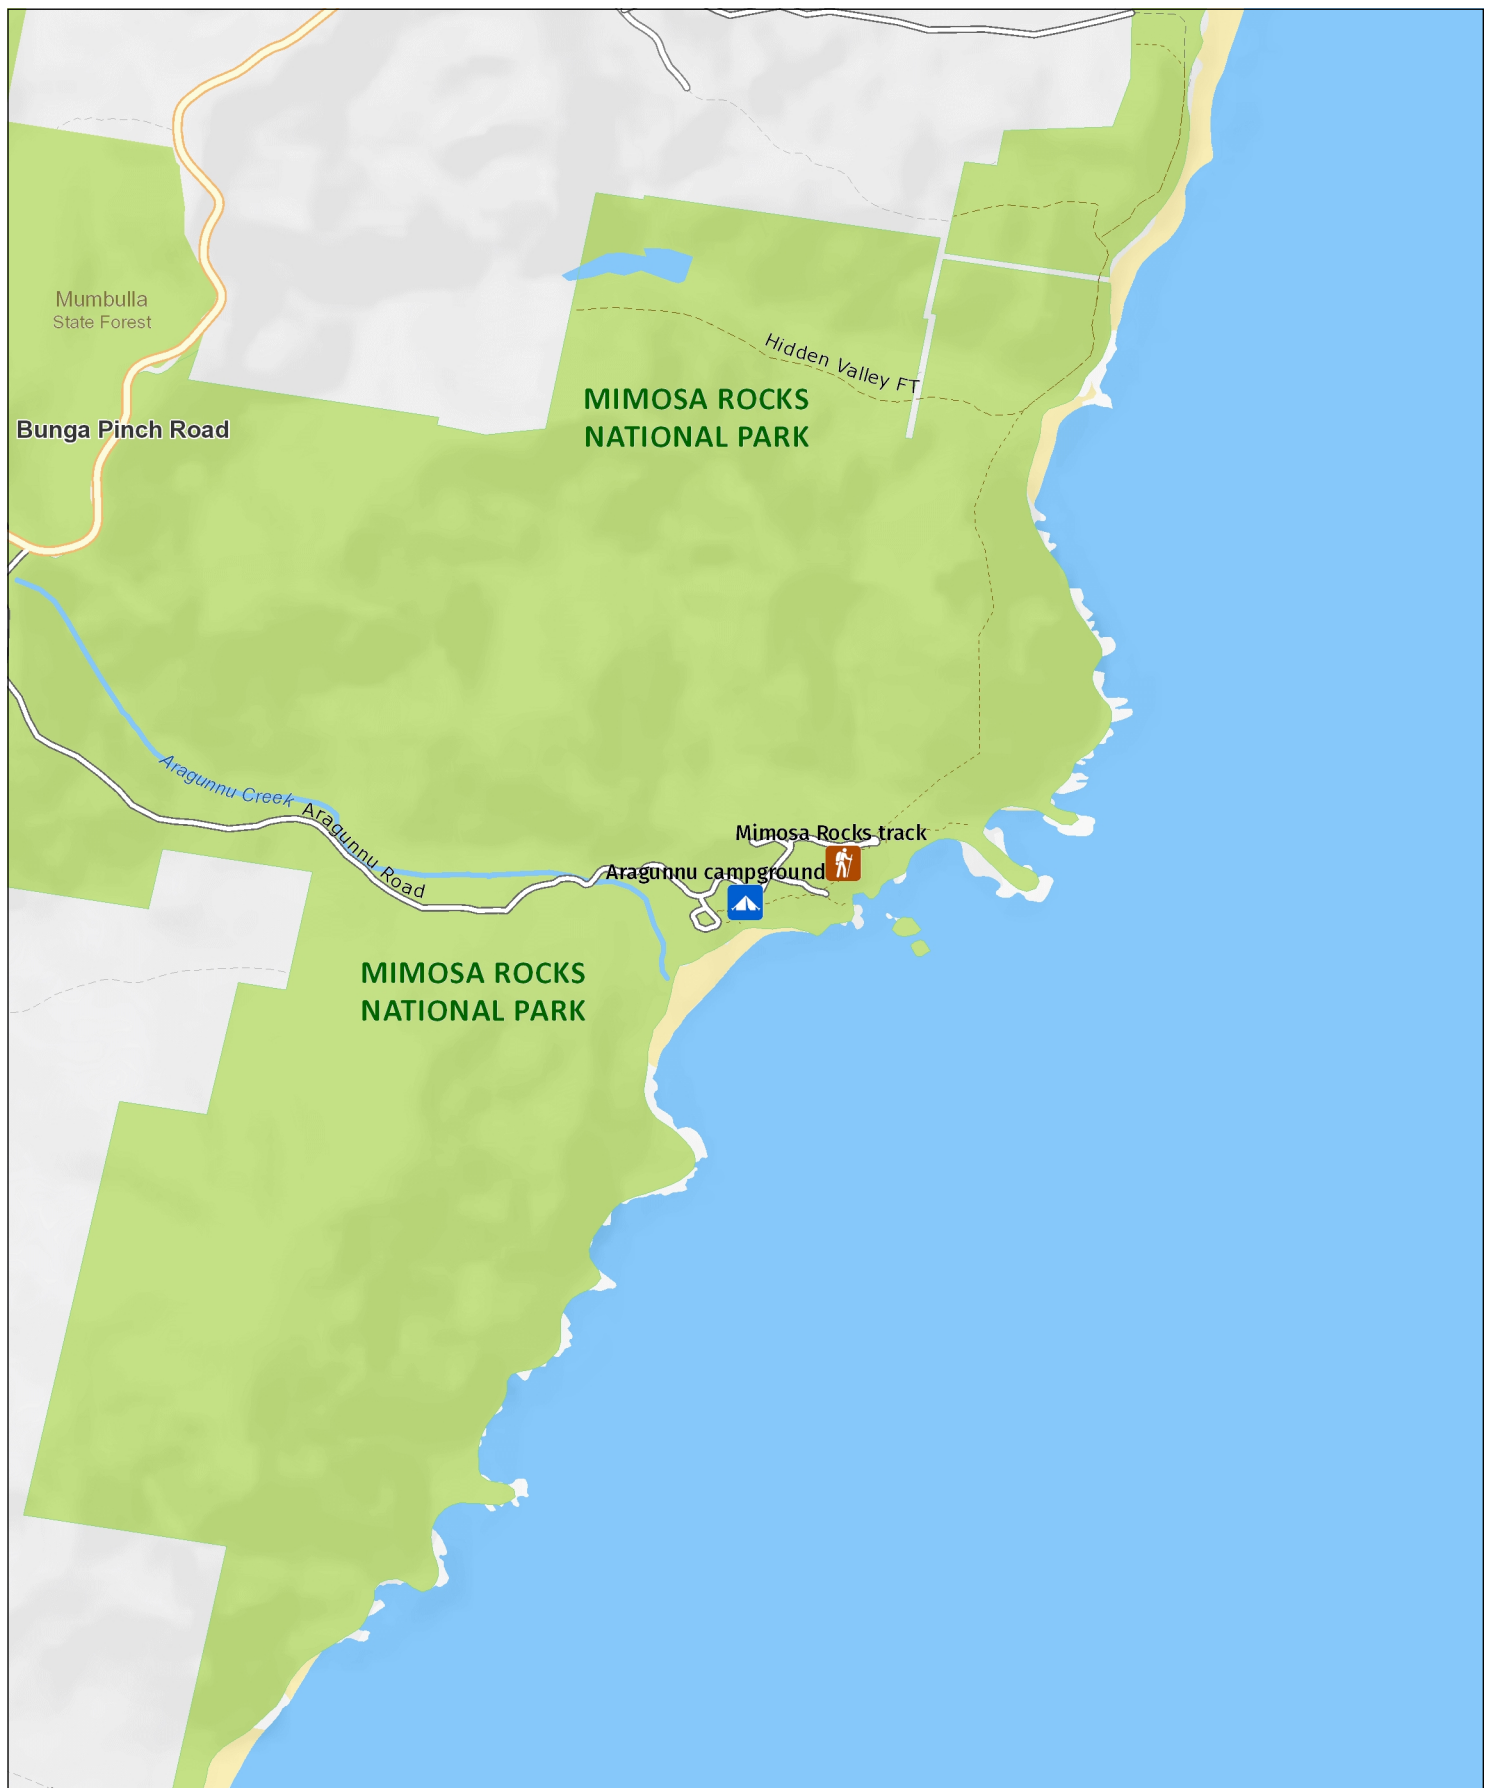 Mumbulla
State Forest
Hidden Valley FT
MIMOSA ROCKS
NATIONAL PARK
Bunga Pinch Road
Aragunnu Creek
Aragunnu Road
Mimosa Rocks track
Aragunnu campground
MIMOSA ROCKS
NATIONAL PARK